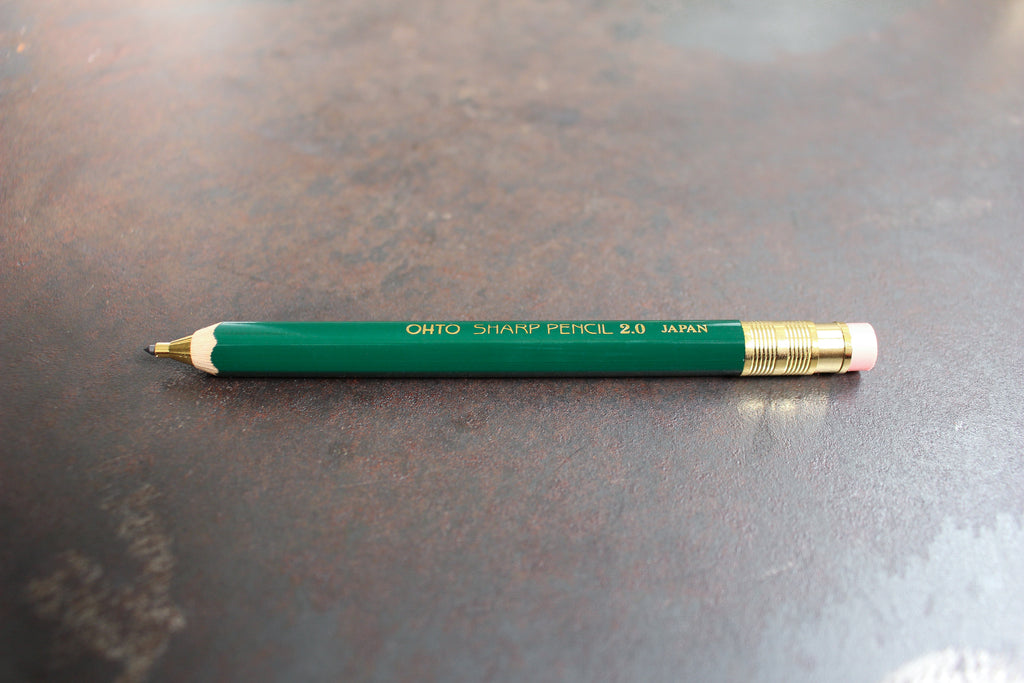 OHTO SHARP PENCIL 2.0 JAPAN